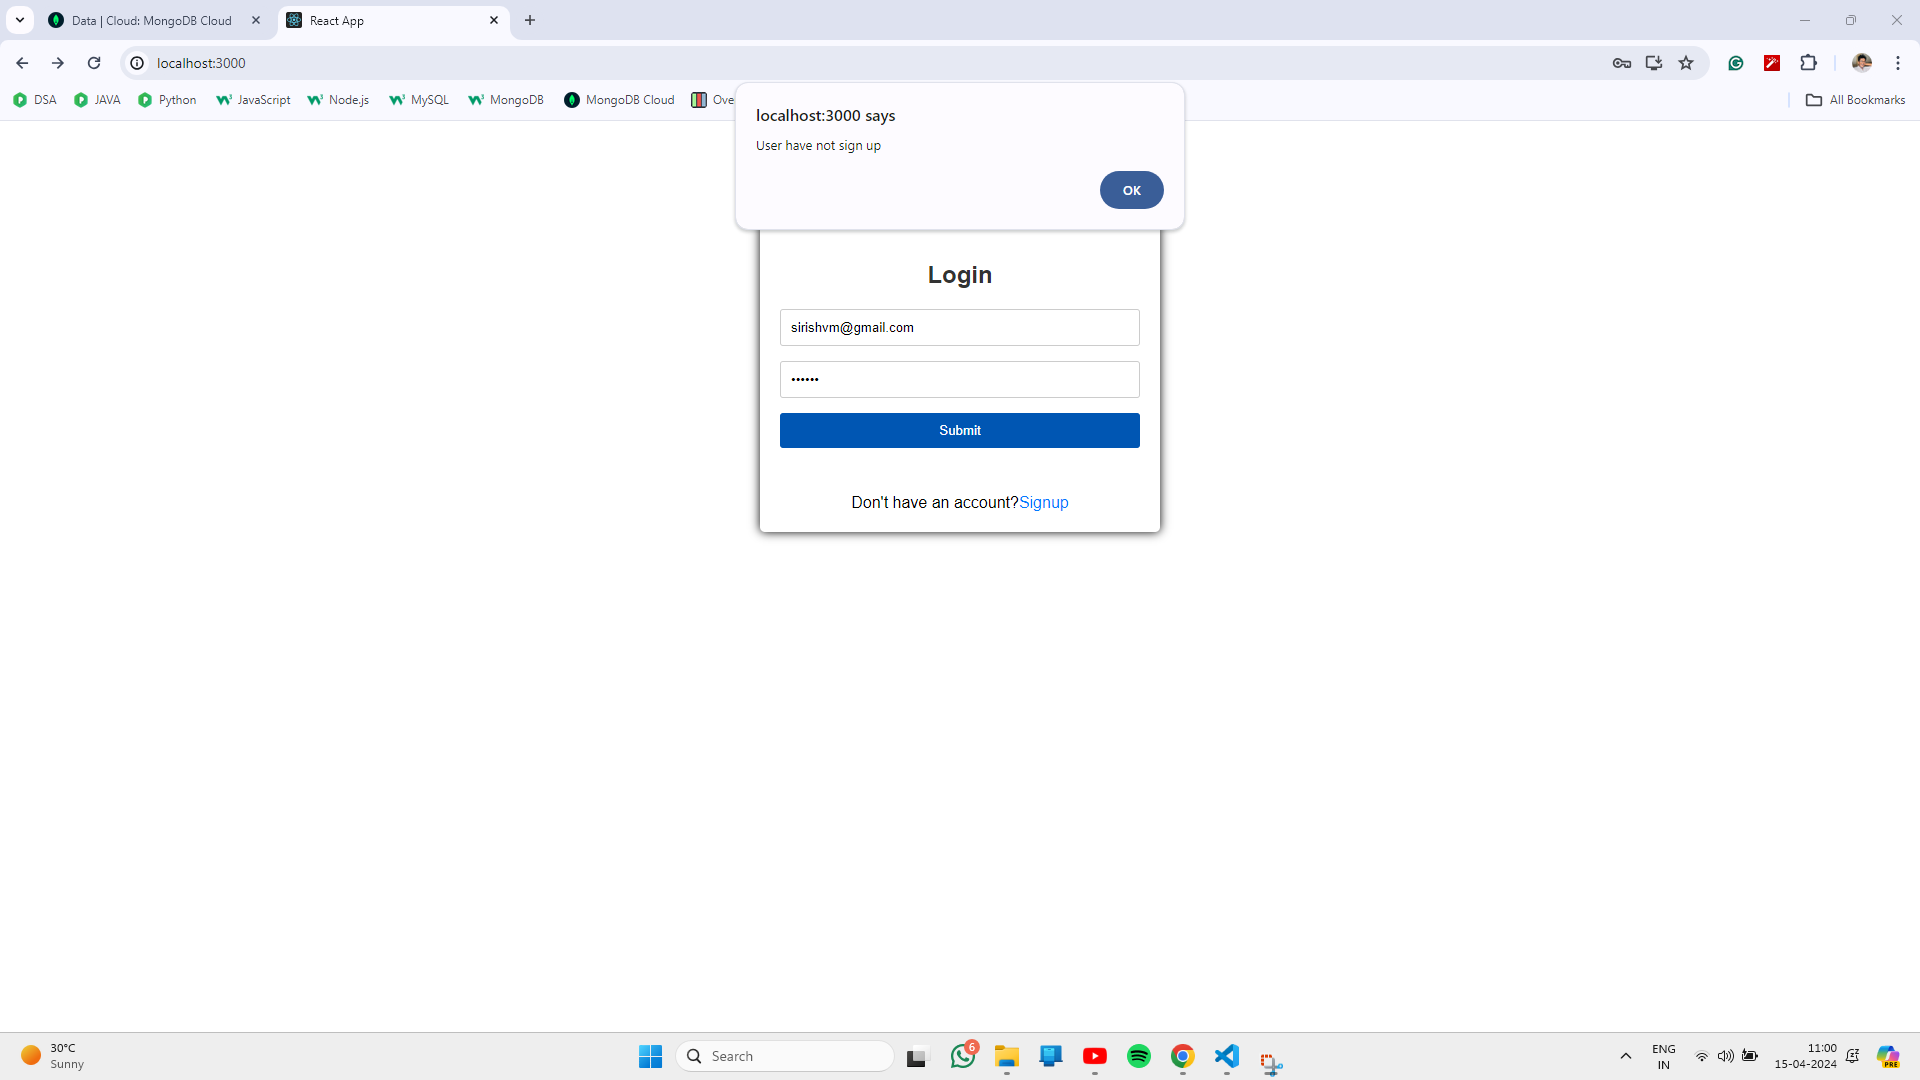 Data | Cloud: MongoDB Cloud
React App
localhost:3000
DSA
JAVA
Python
JavaScript
Node.js
MySQL
MongoDB
MongoDB Cloud
Ove
All Bookmarks
localhost:3000 says
User have not sign up
OK
Login
sirishvm@gmail.com
••••••
Submit
Don't have an account?Signup
30°C
Sunny
Search
6
ENG
IN
11:00
15-04-2024
PRE